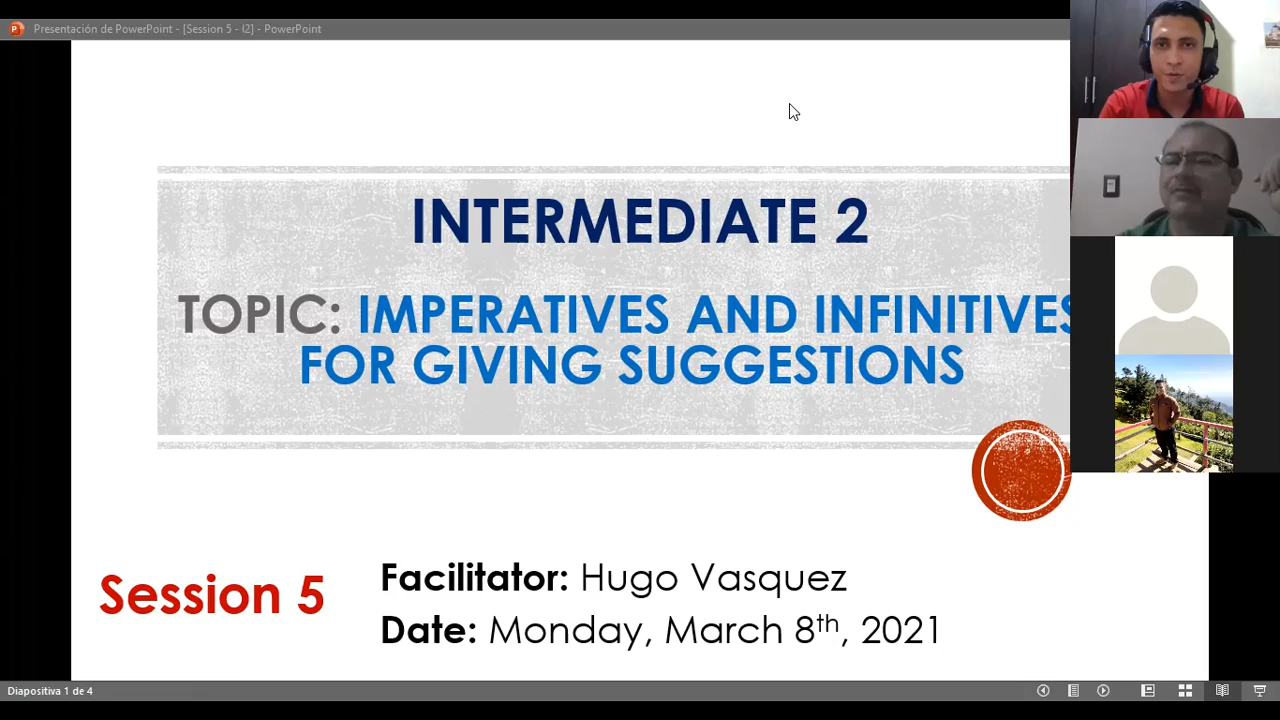 Presentación de PowerPoint - [Session 5 - I2] - PowerPoint
INTERMEDIATE 2
TOPIC: IMPERATIVES AND INFINITIVES
FOR GIVING SUGGESTIONS
Session 5
Facilitator: Hugo Vasquez
Date: Monday, March 8th, 2021
Diapositiva 1 de 4